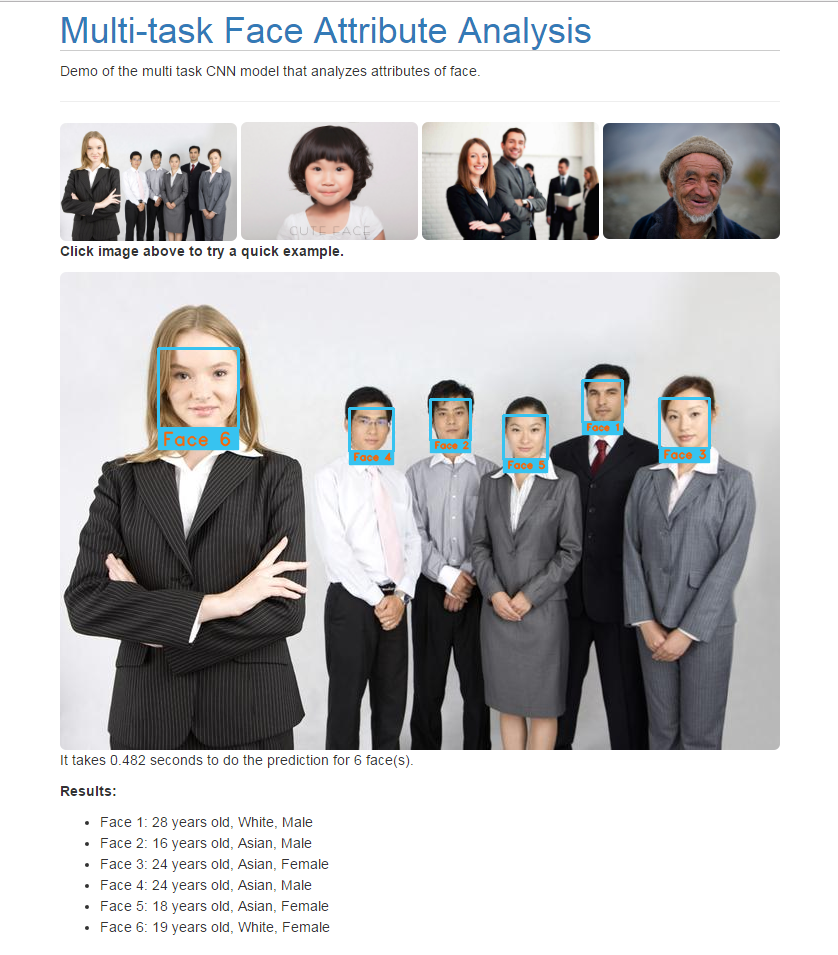 Multi-task Face Attribute Analysis
Demo of the multi task CNN model that analyzes attributes of face.
CUTE FACE
Click image above to try a quick example.
Face 6
Face 4
Face 2
Face 5
Face 1
Face 3
It takes 0.482 seconds to do the prediction for 6 face(s).
Results:
Face 1: 28 years old, White, Male
Face 2: 16 years old, Asian, Male
Face 3: 24 years old, Asian, Female
Face 4: 24 years old, Asian, Male
Face 5: 18 years old, Asian, Female
Face 6: 19 years old, White, Female